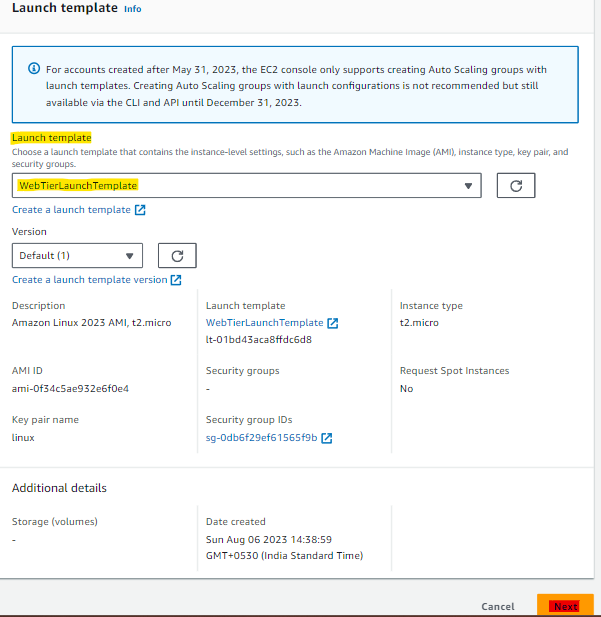 Launch template Info
For accounts created after May 31, 2023, the EC2 console only supports creating Auto Scaling groups with
launch templates. Creating Auto Scaling groups with launch configurations is not recommended but still
available via the CLI and API until December 31, 2023.
Launch template
Choose a launch template that contains the instance-level settings, such as the Amazon Machine Image (AMI), instance type, key pair, and
security groups.
WebTierLaunchTemplate
Create a launch template
Version
Default (1)
Create a launch template version
Description
Amazon Linux 2023 AMI, t2.micro
Launch template
WebTierLaunchTemplate
lt-01bd43aca8ffdc6d8
Instance type
t2.micro
AMI ID
ami-0f34c5ae932e6f0e4
Security groups
-
Request Spot Instances
No
Key pair name
linux
Security group IDs
sg-0db6f29ef61565f9b
Additional details
Storage (volumes)
-
Date created
Sun Aug 06 2023 14:38:59
GMT+0530 (India Standard Time)
Cancel
Next